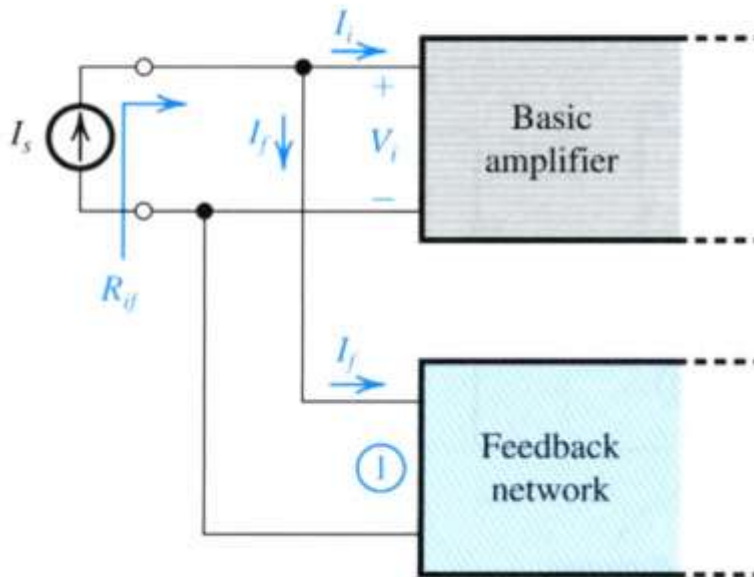 I_i
+
I_s
I_f
V_i
Basic
amplifier
−
R_if
I_f
①
Feedback
network